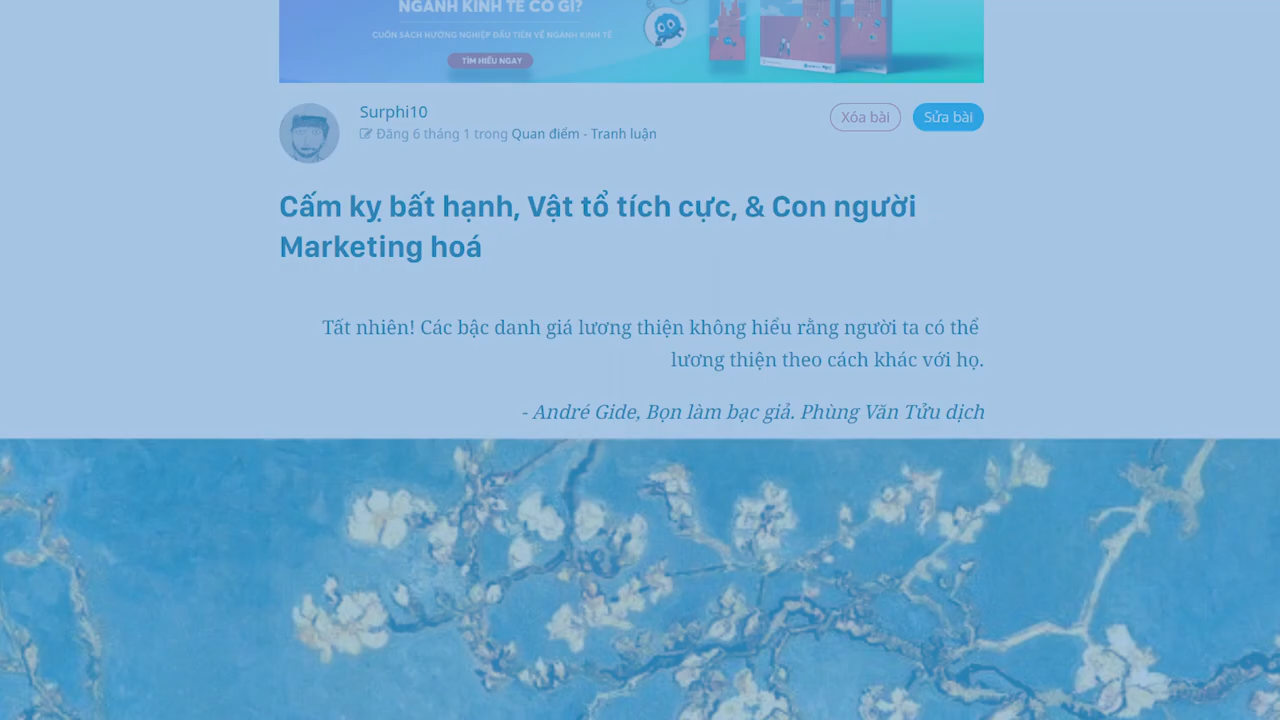 NGÀNH KINH TẾ CÓ GÌ?
CUỐN SÁCH HƯỚNG NGHIỆP ĐẦU TIÊN VỀ NGÀNH KINH TẾ
TÌM HIỂU NGAY
Surphi10
Đăng 6 tháng 1 trong Quan điểm - Tranh luận
Xóa bài
Sửa bài
Cấm kỵ bất hạnh, Vật tổ tích cực, & Con người
Marketing hoá
Tất nhiên! Các bậc danh giá lương thiện không hiểu rằng người ta có thể
lương thiện theo cách khác với họ.
- André Gide, Bọn làm bạc giả. Phùng Văn Tửu dịch